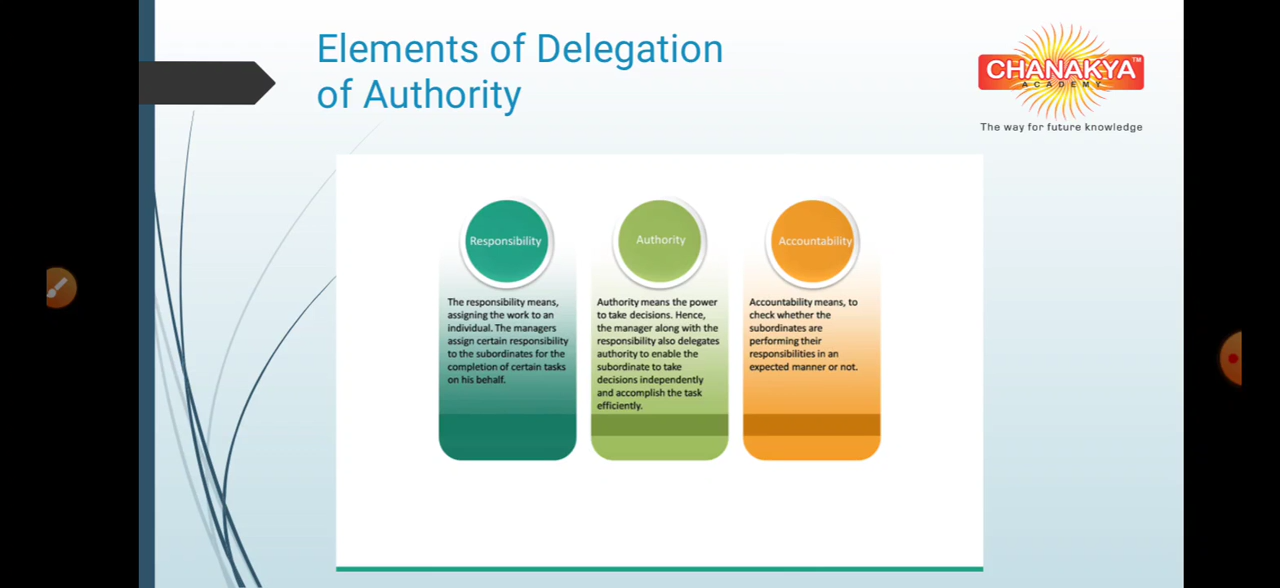 Elements of Delegation
of Authority
CHANAKYA™
ACADEMY
The way for future knowledge
Responsibility
The responsibility means,
assigning the work to an
individual. The managers
assign certain responsibility
to the subordinates for the
completion of certain tasks
on his behalf.
Authority
Authority means the power
to take decisions. Hence,
the manager along with the
responsibility also delegates
authority to enable the
subordinate to take
decisions independently
and accomplish the task
efficiently.
Accountability
Accountability means, to
check whether the
subordinates are
performing their
responsibilities in an
expected manner or not.